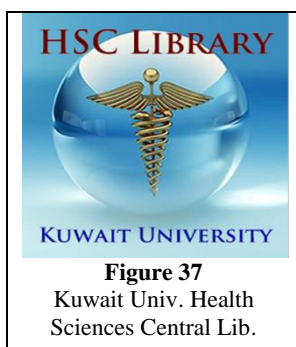 HSC LIBRARY
KUWAIT UNIVERSITY
Figure 37
Kuwait Univ. Health
Sciences Central Lib.